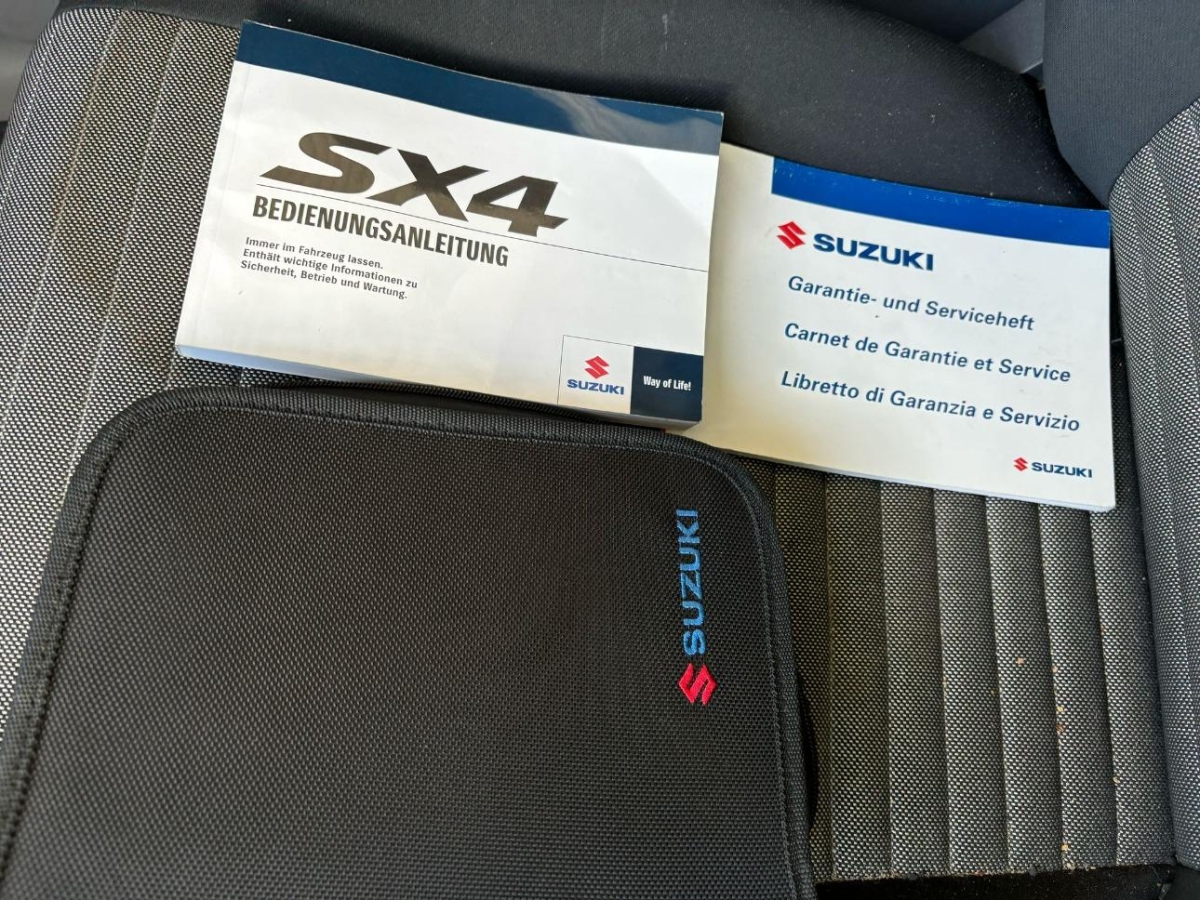 SX4
BEDIENUNGSANLEITUNG
Immer im Fahrzeug lassen.
Enthält wichtige Informationen zu
Sicherheit, Betrieb und Wartung.
SUZUKI
Way of Life!
SUZUKI
Garantie- und Serviceheft
Carnet de Garantie et Service
Libretto di Garanzia e Servizio
SUZUKI
SUZUKI